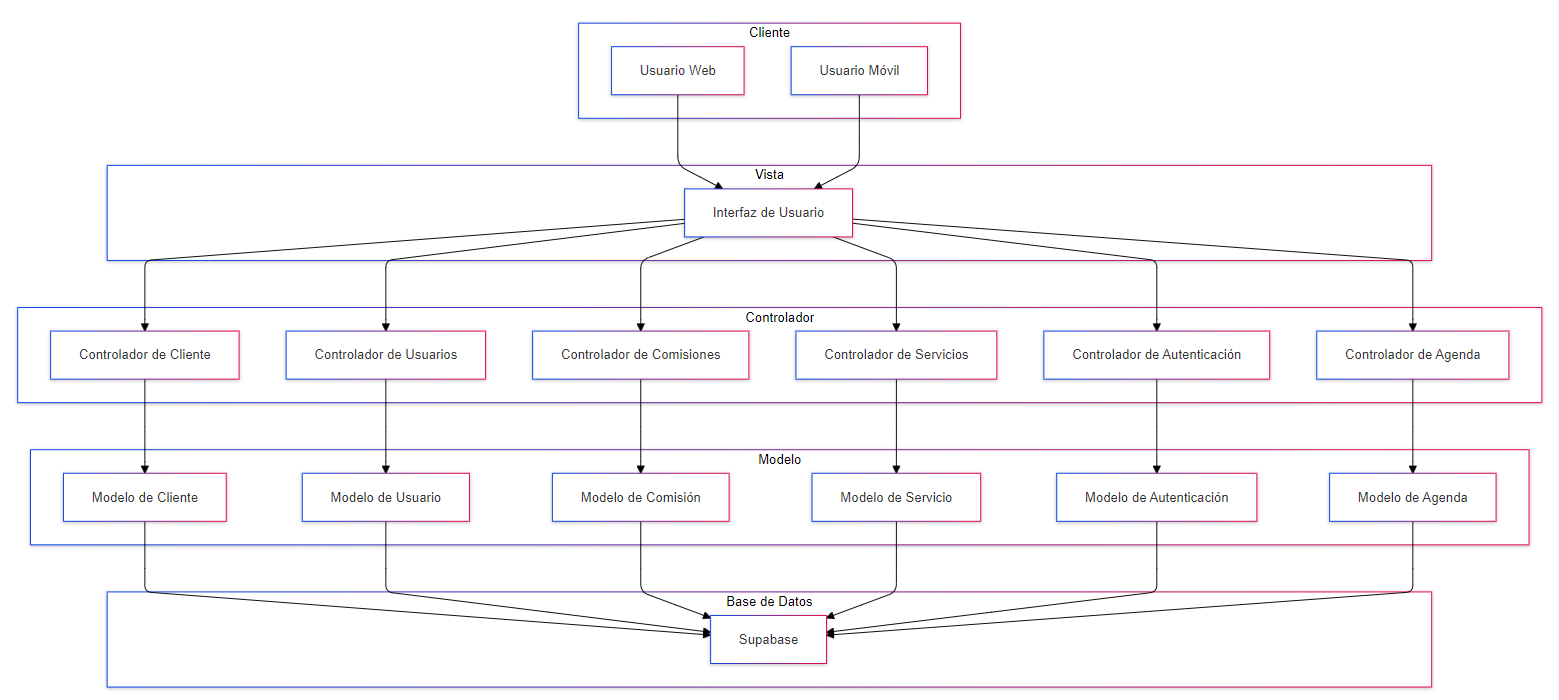 Cliente
Usuario Web
Usuario Móvil
Vista
Interfaz de Usuario
Controlador
Controlador de Cliente
Controlador de Usuarios
Controlador de Comisiones
Controlador de Servicios
Controlador de Autenticación
Controlador de Agenda
Modelo
Modelo de Cliente
Modelo de Usuario
Modelo de Comisión
Modelo de Servicio
Modelo de Autenticación
Modelo de Agenda
Base de Datos
Supabase